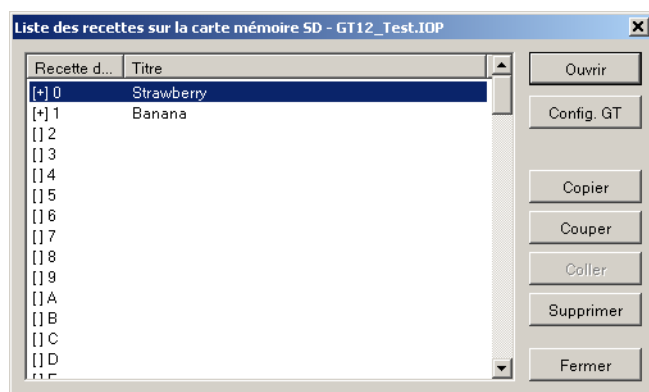 Liste des recettes sur la carte mémoire SD - GT12_Test.IOP
Recette d... Titre
[+] 0 Strawberry
[+] 1 Banana
[ ] 2
[ ] 3
[ ] 4
[ ] 5
[ ] 6
[ ] 7
[ ] 8
[ ] 9
[ ] A
[ ] B
[ ] C
[ ] D
Ouvrir
Config. GT
Copier
Couper
Coller
Supprimer
Fermer